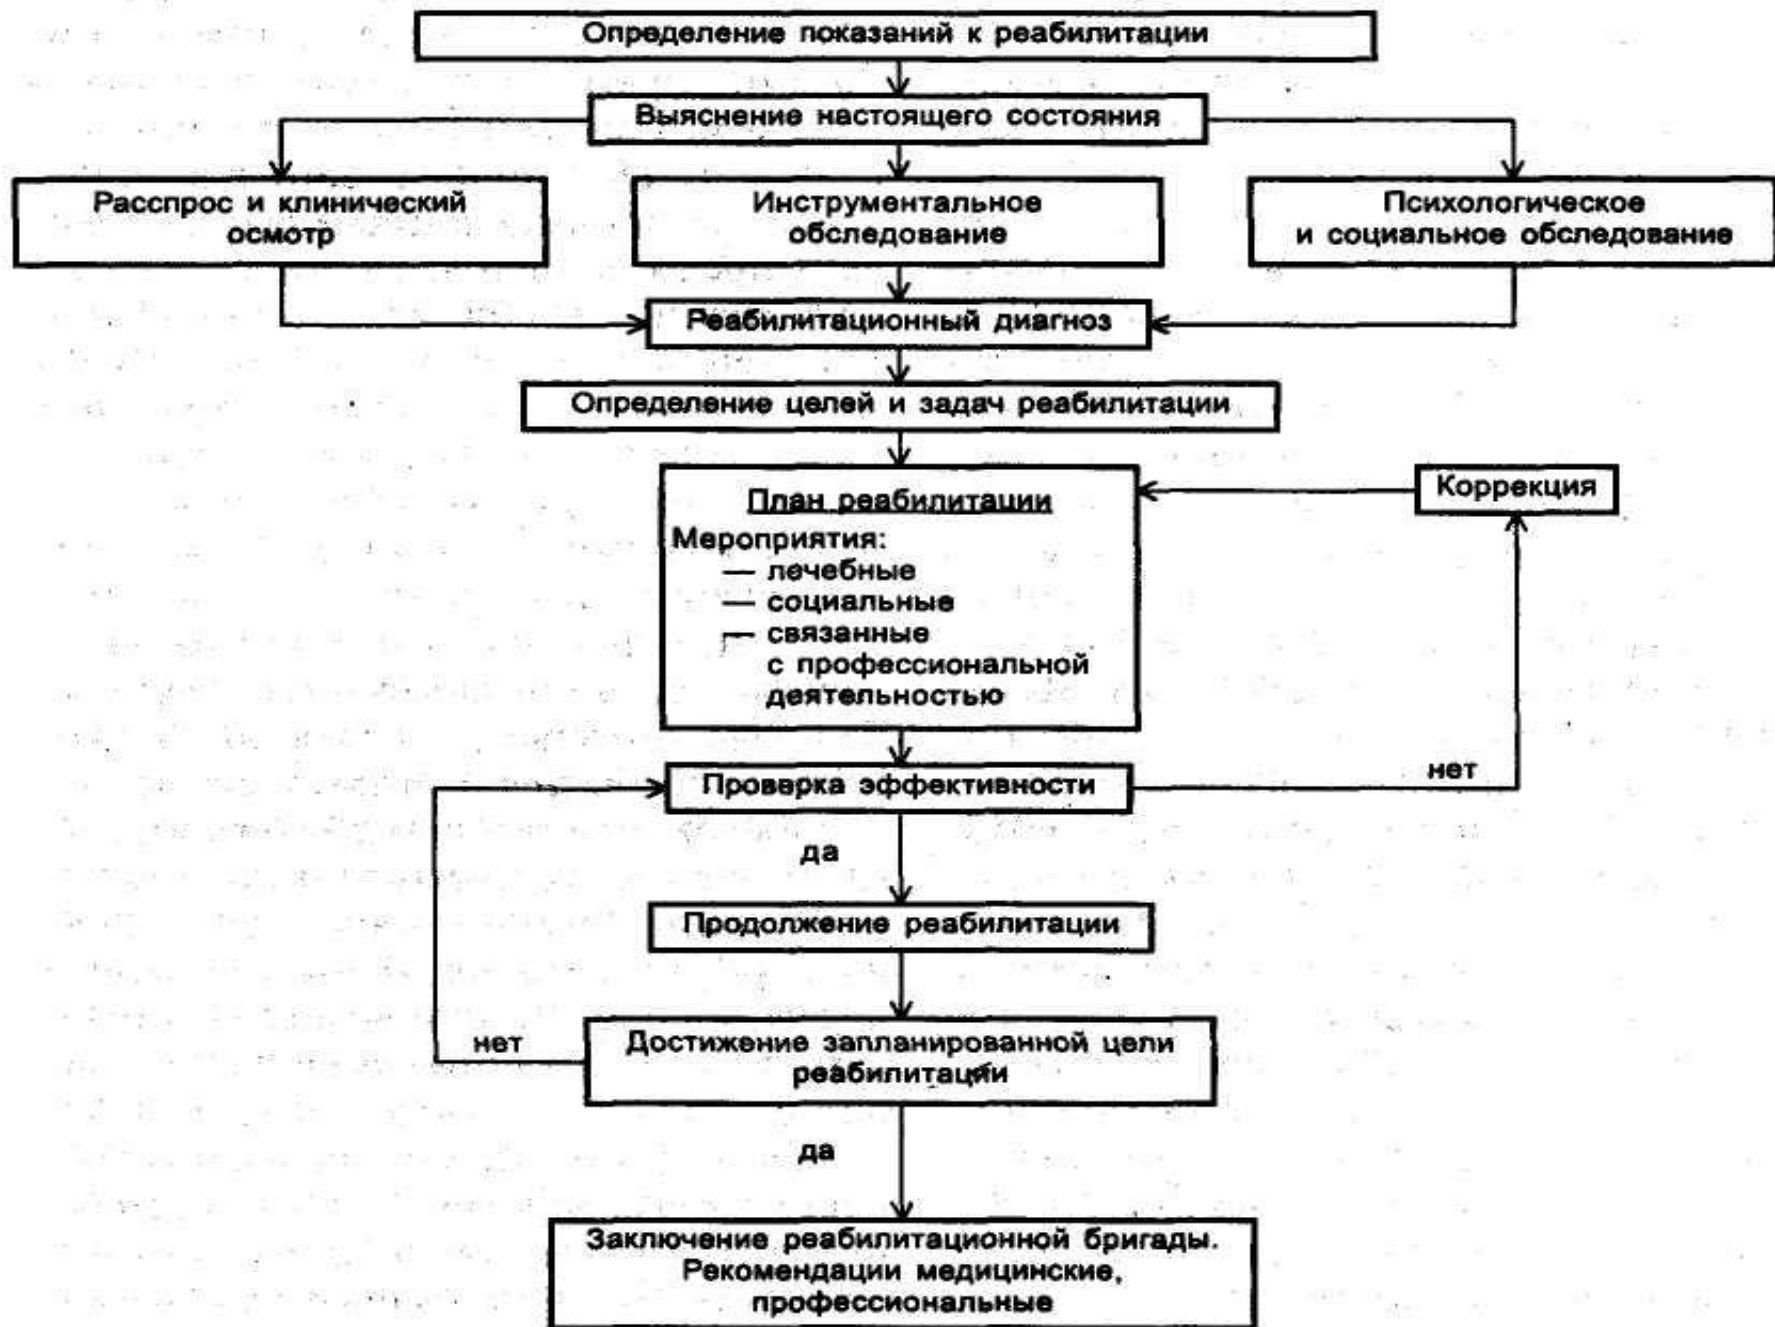 Определение показаний к реабилитации
Выяснение настоящего состояния
Расспрос и клинический
осмотр
Инструментальное
обследование
Психологическое
и социальное обследование
Реабилитационный диагноз
Определение целей и задач реабилитации
План реабилитации
Мероприятия:
— лечебные
— социальные
— связанные
с профессиональной
деятельностью
Коррекция
Проверка эффективности
нет
да
Продолжение реабилитации
нет
Достижение запланированной цели
реабилитации
да
Заключение реабилитационной бригады.
Рекомендации медицинские,
профессиональные